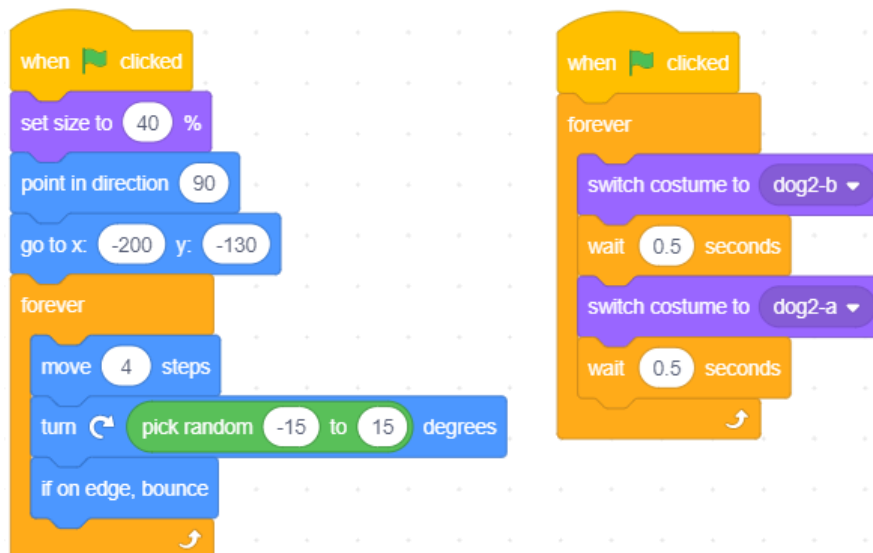 when clicked
set size to 40 %
point in direction 90
go to x: -200 y: -130
forever
move 4 steps
turn pick random -15 to 15 degrees
if on edge, bounce
when clicked
forever
switch costume to dog2-b
wait 0.5 seconds
switch costume to dog2-a
wait 0.5 seconds